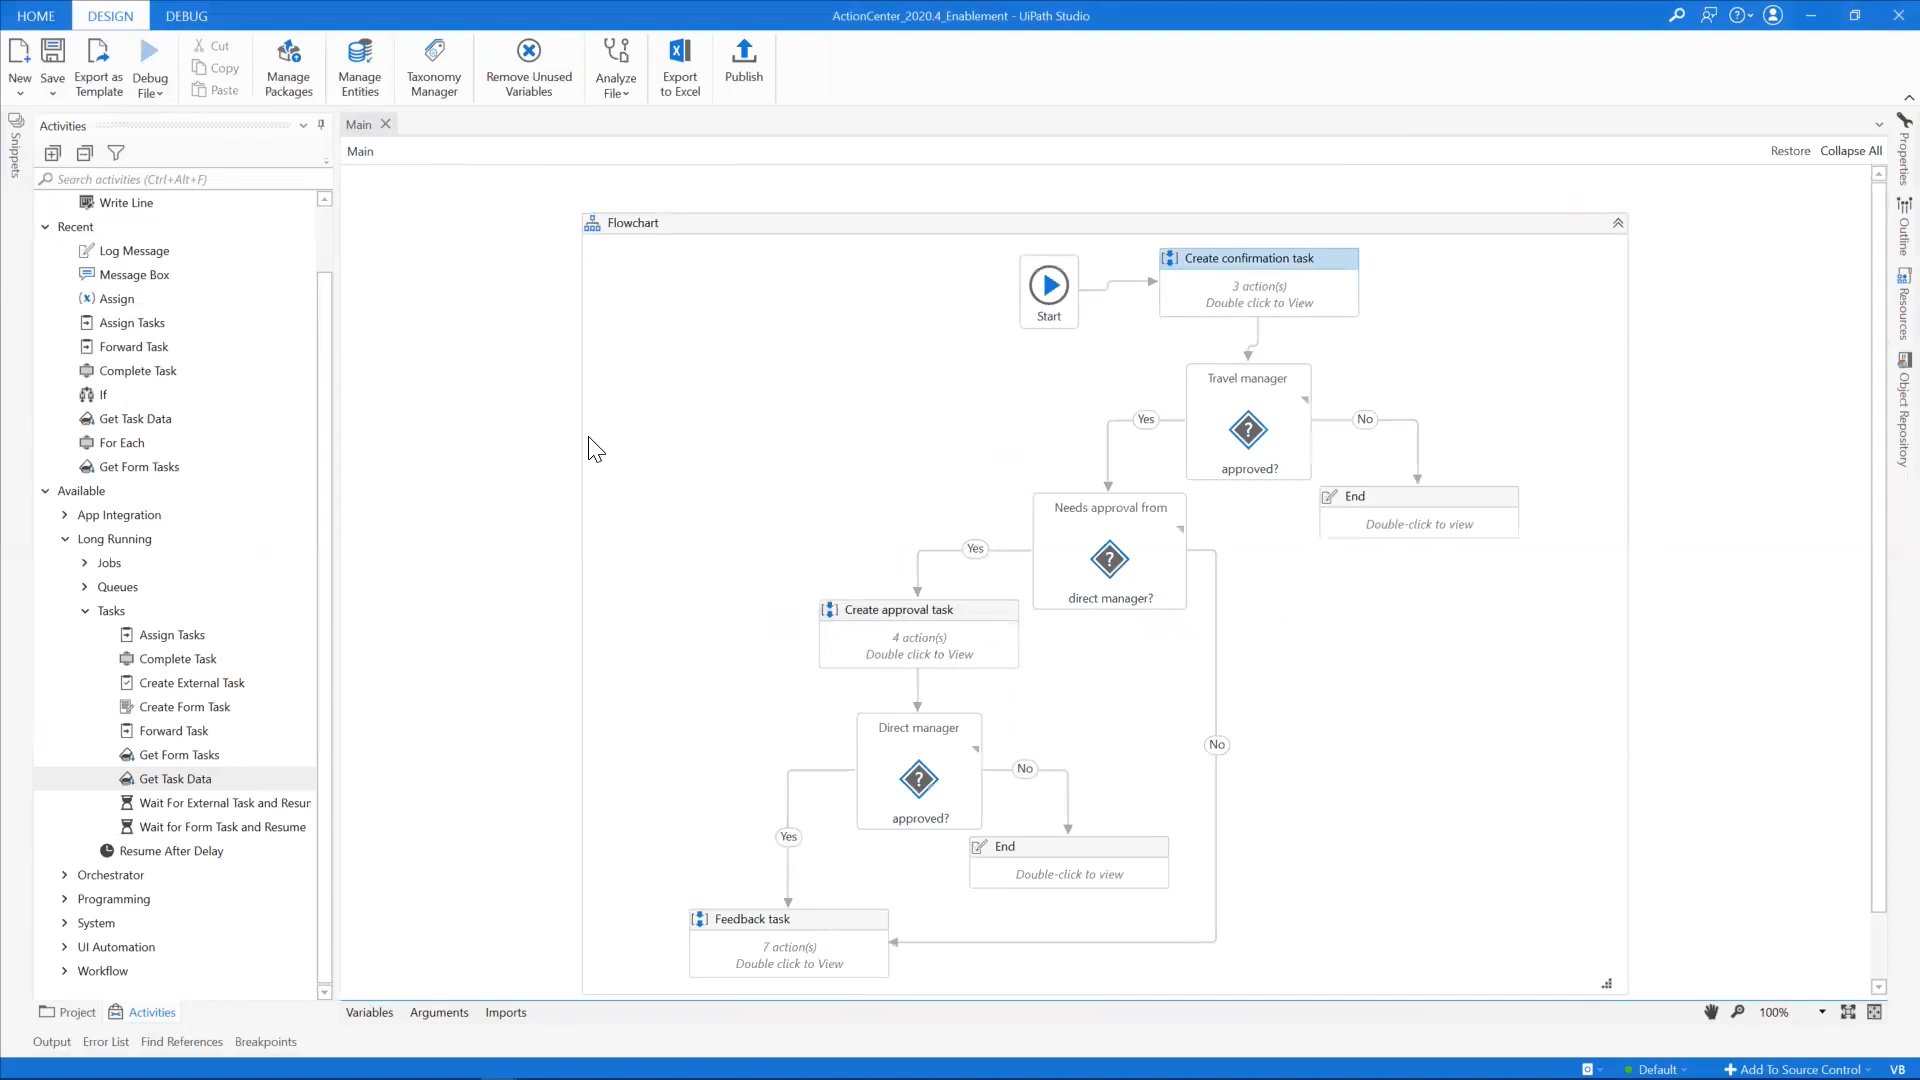 HOME DESIGN DEBUG
ActionCenter_2020.4_Enablement - UiPath Studio
New
Save
Export as
Template
Debug
File
Cut
Copy
Paste
Manage
Packages
Manage
Entities
Taxonomy
Manager
Remove Unused
Variables
Analyze
File
Export
to Excel
Publish
Snippets
Activities
Search activities (Ctrl+Alt+F)
Write Line
Recent
Log Message
Message Box
Assign
Assign Tasks
Forward Task
Complete Task
If
Get Task Data
For Each
Get Form Tasks
Available
App Integration
Long Running
Jobs
Queues
Tasks
Assign Tasks
Complete Task
Create External Task
Create Form Task
Forward Task
Get Form Tasks
Get Task Data
Wait For External Task and Resur
Wait for Form Task and Resume
Resume After Delay
Orchestrator
Programming
System
UI Automation
Workflow
Project
Activities
Main
Main
Restore Collapse All
Flowchart
Start
Create confirmation task
3 action(s)
Double click to View
Travel manager
approved?
Yes
No
End
Double-click to view
Needs approval from
direct manager?
Yes
No
Create approval task
4 action(s)
Double click to View
Direct manager
approved?
No
Yes
End
Double-click to view
Feedback task
7 action(s)
Double click to View
Properties
Outline
Resources
Object Repository
Variables Arguments Imports
100%
Output Error List Find References Breakpoints
Default
Add To Source Control
VB